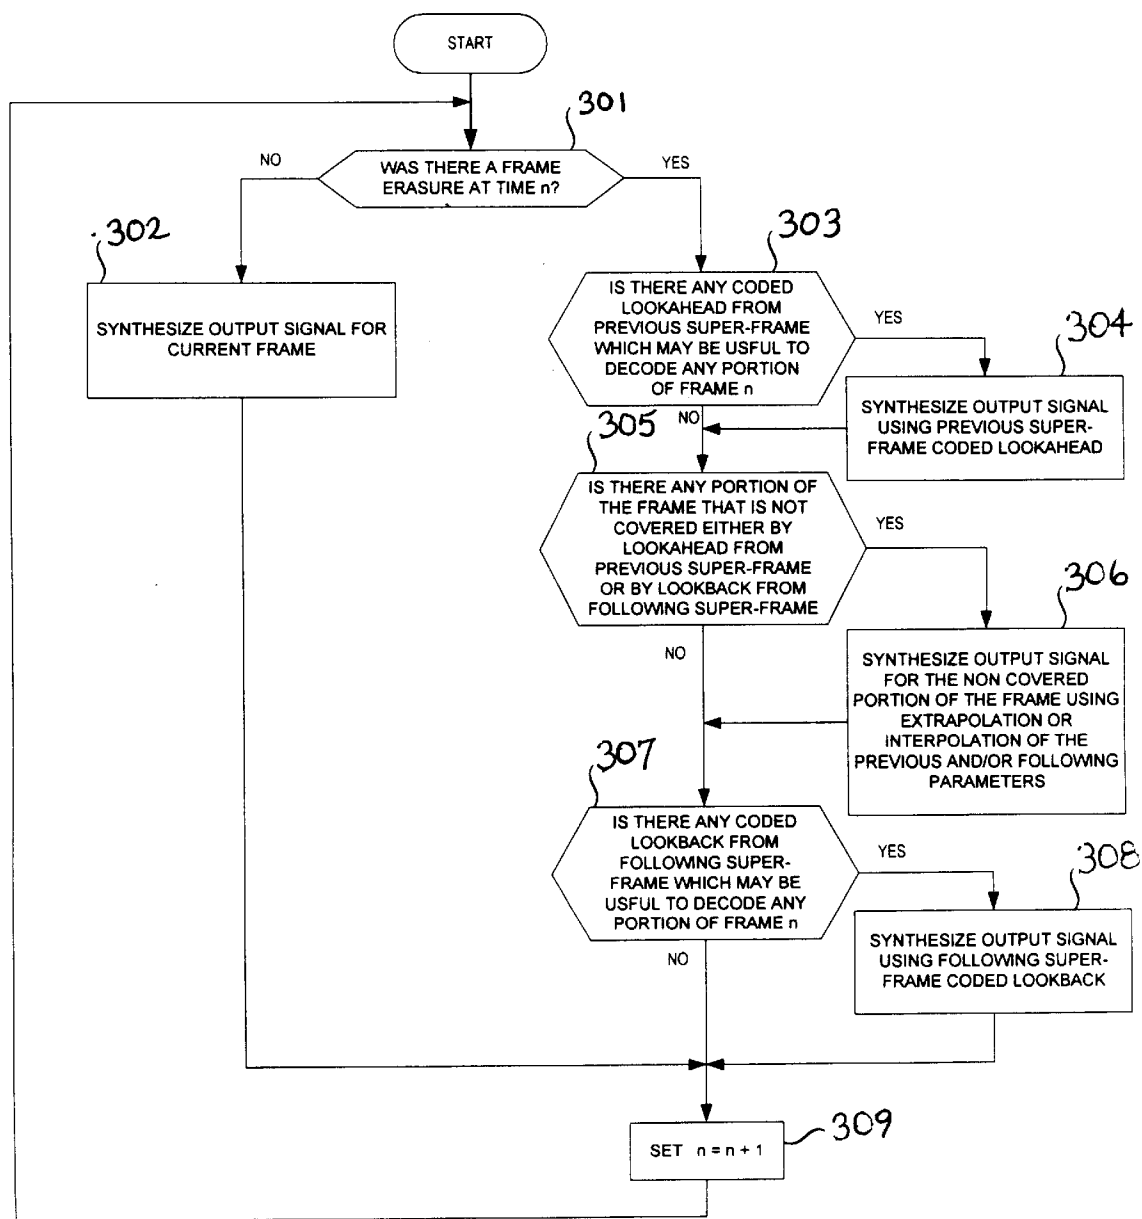 START
301
NO
WAS THERE A FRAME
ERASURE AT TIME n?
YES
302
303
SYNTHESIZE OUTPUT SIGNAL FOR
CURRENT FRAME
IS THERE ANY CODED
LOOKAHEAD FROM
PREVIOUS SUPER-FRAME
WHICH MAY BE USFUL TO
DECODE ANY PORTION
OF FRAME n
YES
304
NO
SYNTHESIZE OUTPUT SIGNAL
USING PREVIOUS SUPER-
FRAME CODED LOOKAHEAD
305
IS THERE ANY PORTION OF
THE FRAME THAT IS NOT
COVERED EITHER BY
LOOKAHEAD FROM
PREVIOUS SUPER-FRAME
OR BY LOOKBACK FROM
FOLLOWING SUPER-FRAME
YES
306
NO
SYNTHESIZE OUTPUT SIGNAL
FOR THE NON COVERED
PORTION OF THE FRAME USING
EXTRAPOLATION OR
INTERPOLATION OF THE
PREVIOUS AND/OR FOLLOWING
PARAMETERS
307
IS THERE ANY CODED
LOOKBACK FROM
FOLLOWING SUPER-
FRAME WHICH MAY BE
USFUL TO DECODE ANY
PORTION OF FRAME n
YES
308
NO
SYNTHESIZE OUTPUT SIGNAL
USING FOLLOWING SUPER-
FRAME CODED LOOKBACK
309
SET n = n + 1